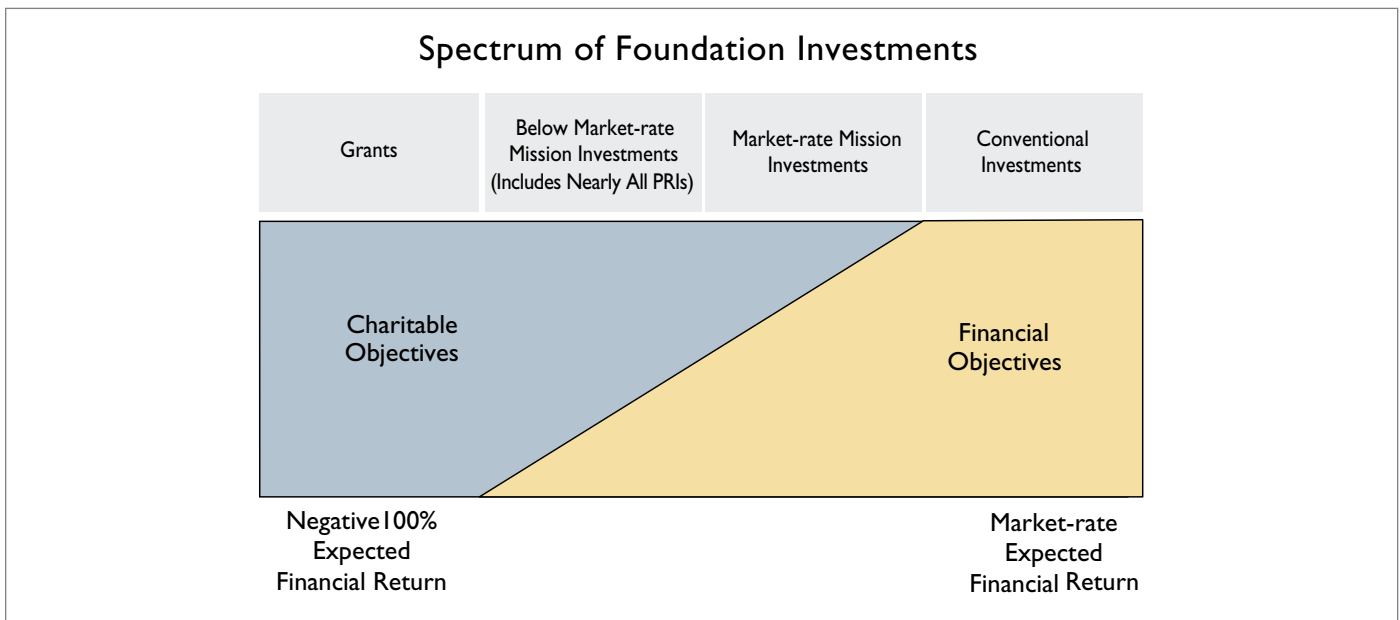 Spectrum of Foundation Investments
Grants
Below Market-rate
Mission Investments
(Includes Nearly All PRIs)
Market-rate Mission
Investments
Conventional
Investments
Charitable
Objectives
Financial
Objectives
Negative100%
Expected
Financial Return
Market-rate
Expected
Financial Return